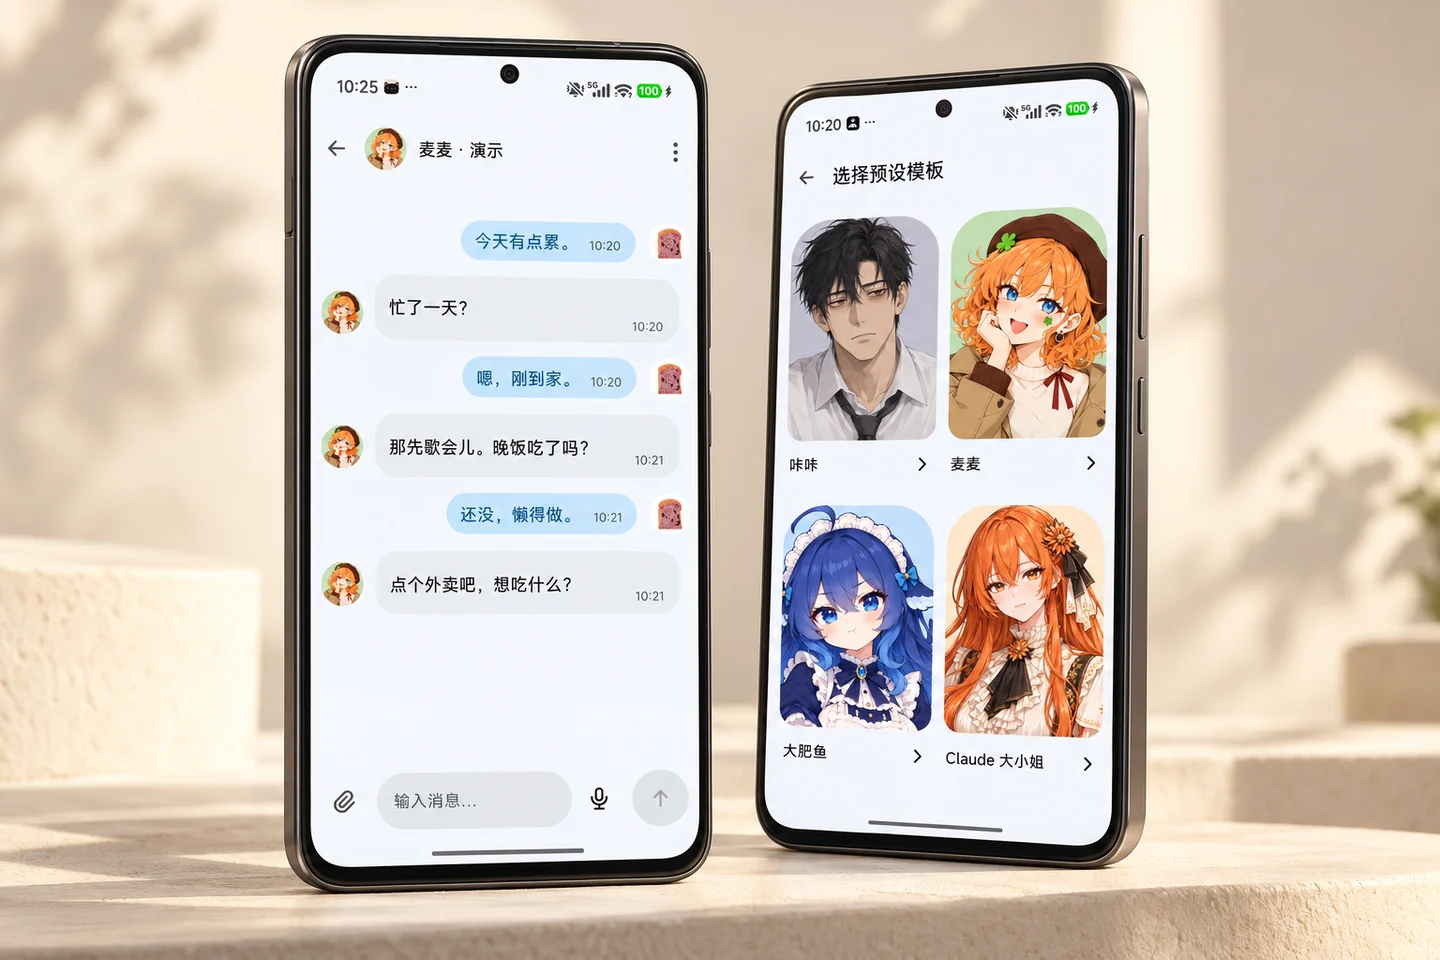 10:25
5G
100
麦麦 · 演示
今天有点累。 10:20
忙了一天?
10:20
嗯，刚到家。 10:20
那先歇会儿。晚饭吃了吗?
10:21
还没，懒得做。 10:21
点个外卖吧，想吃什么?
10:21
输入消息...
10:20
5G
100
选择预设模板
咔咔
麦麦
大肥鱼
Claude 大小姐